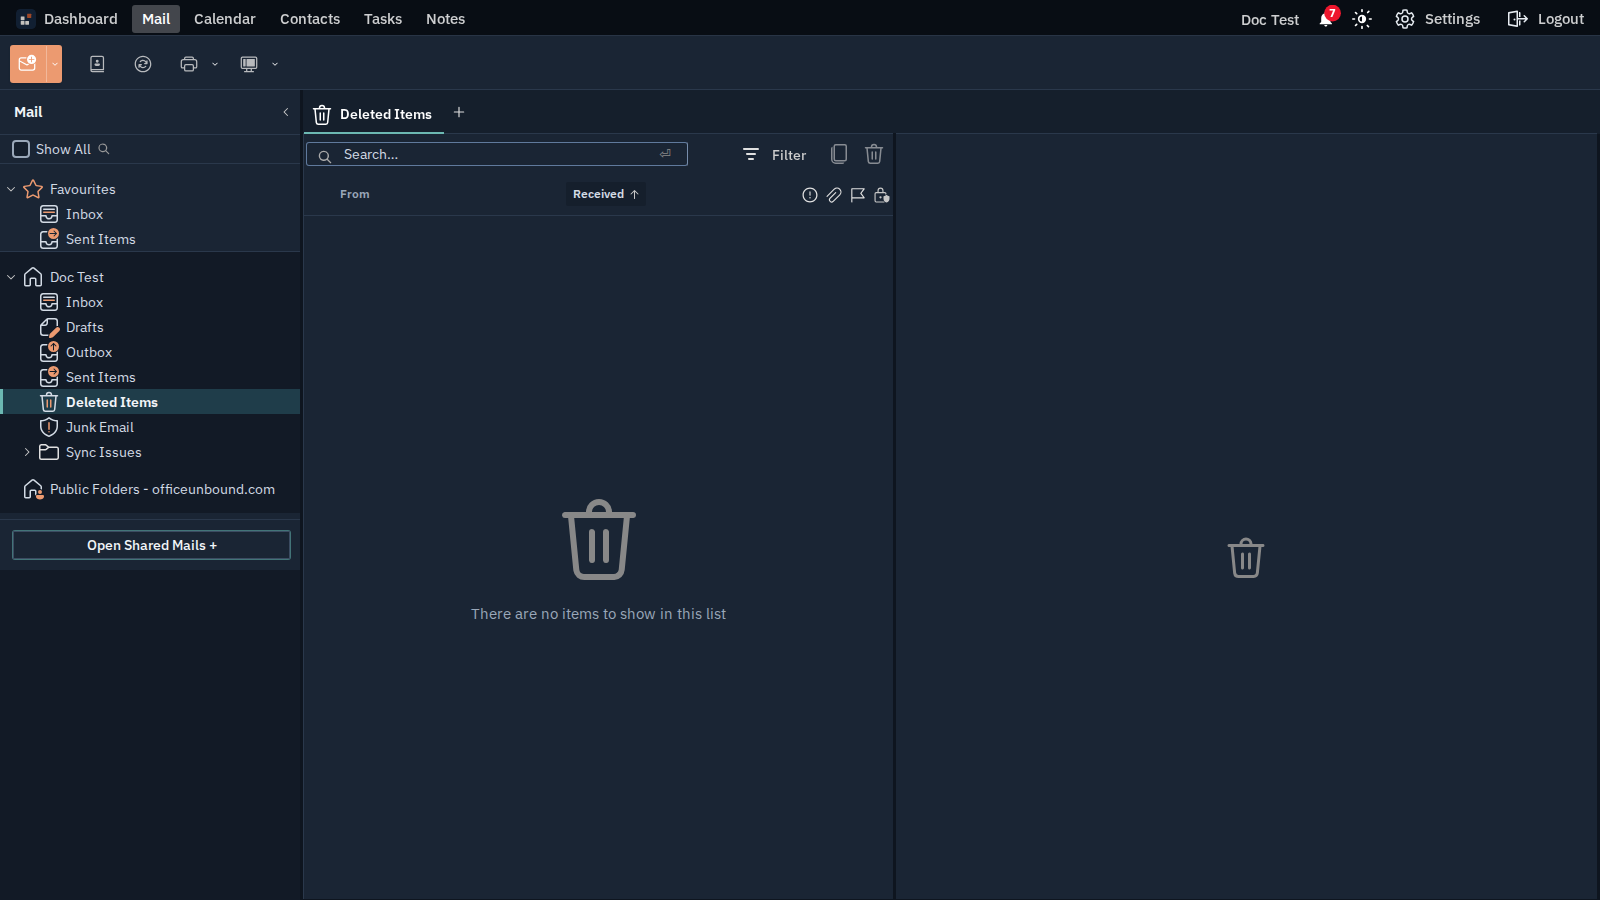 Dashboard Mail Calendar Contacts Tasks Notes Doc Test 7 Settings Logout
Mail
Deleted Items +
Show All
Search...
Filter
From Received
Favourites
Inbox
Sent Items
Doc Test
Inbox
Drafts
Outbox
Sent Items
Deleted Items
Junk Email
Sync Issues
Public Folders - officeunbound.com
Open Shared Mails +
There are no items to show in this list